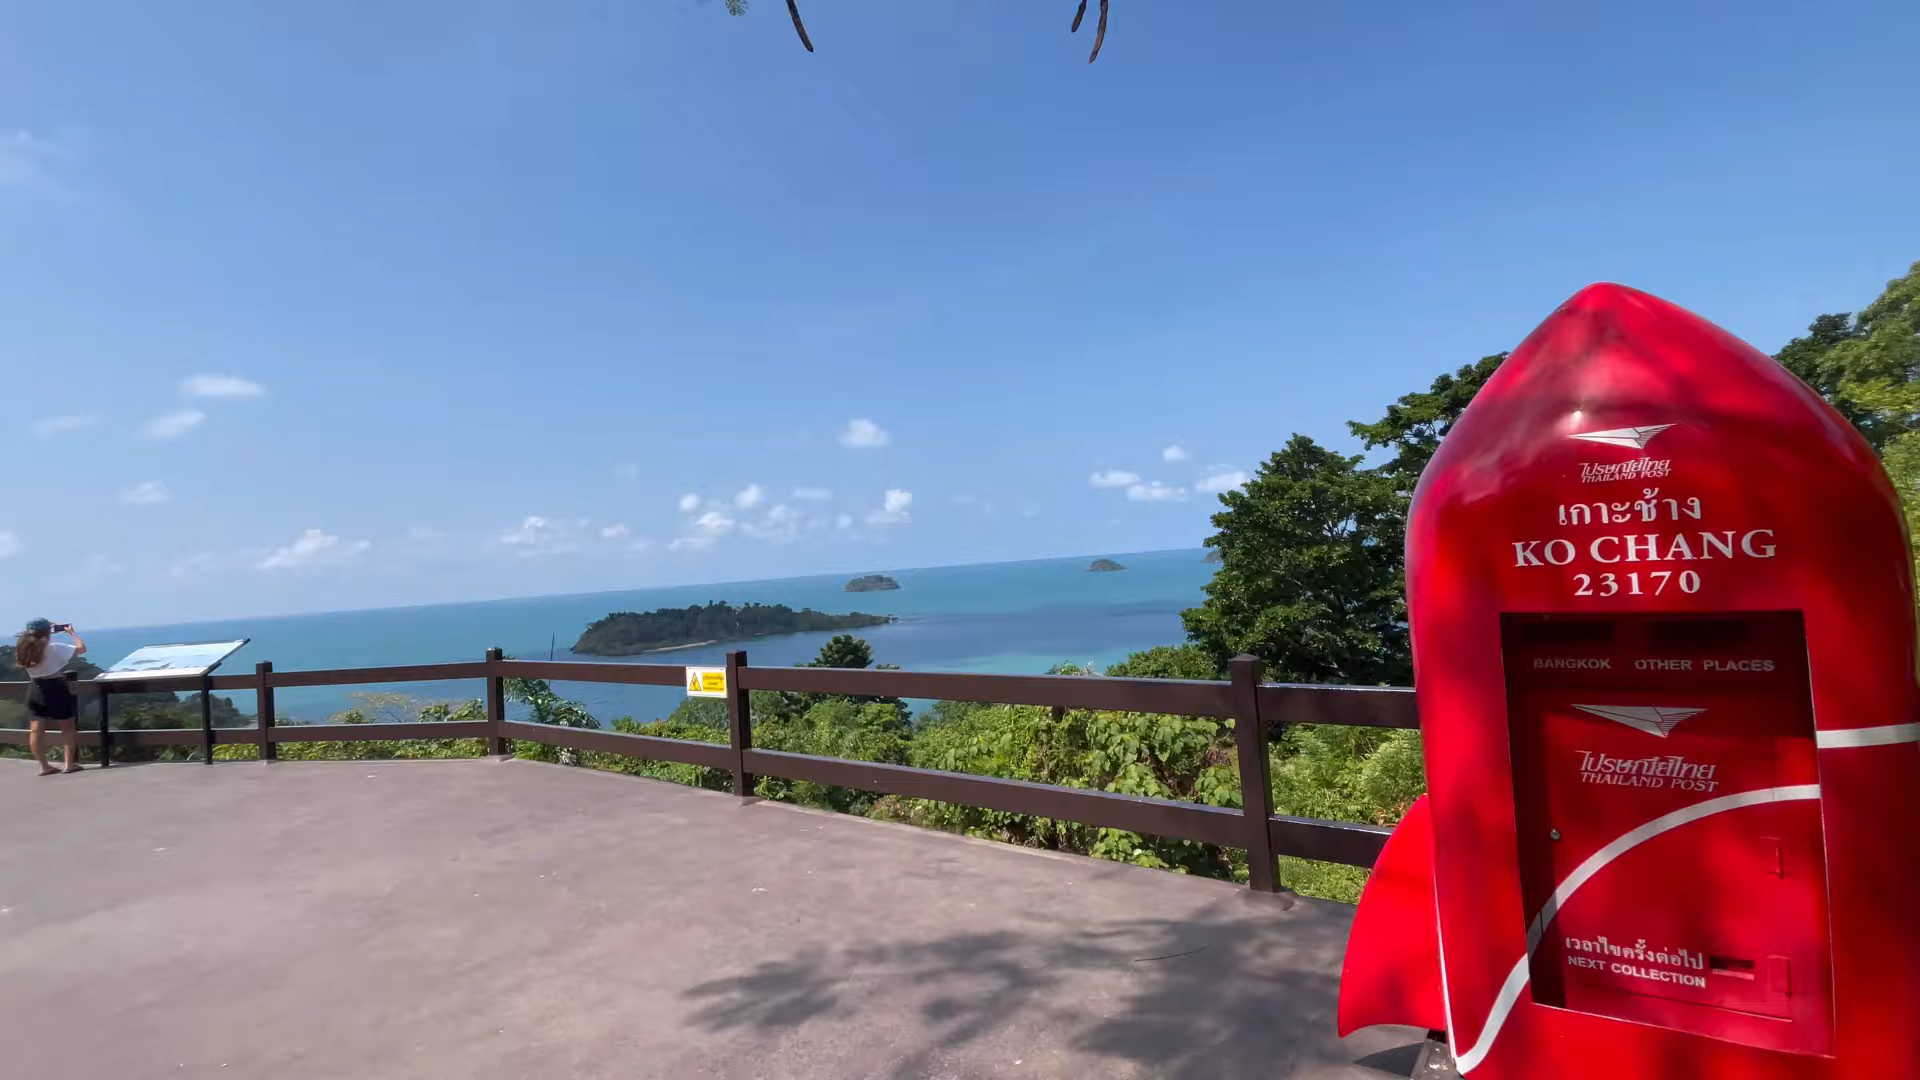 ไปรษณีย์ไทย
THAILAND POST
เกาะช้าง
KO CHANG
23170
BANGKOK OTHER PLACES
ไปรษณีย์ไทย
THAILAND POST
เวลาไขครั้งต่อไป
NEXT COLLECTION